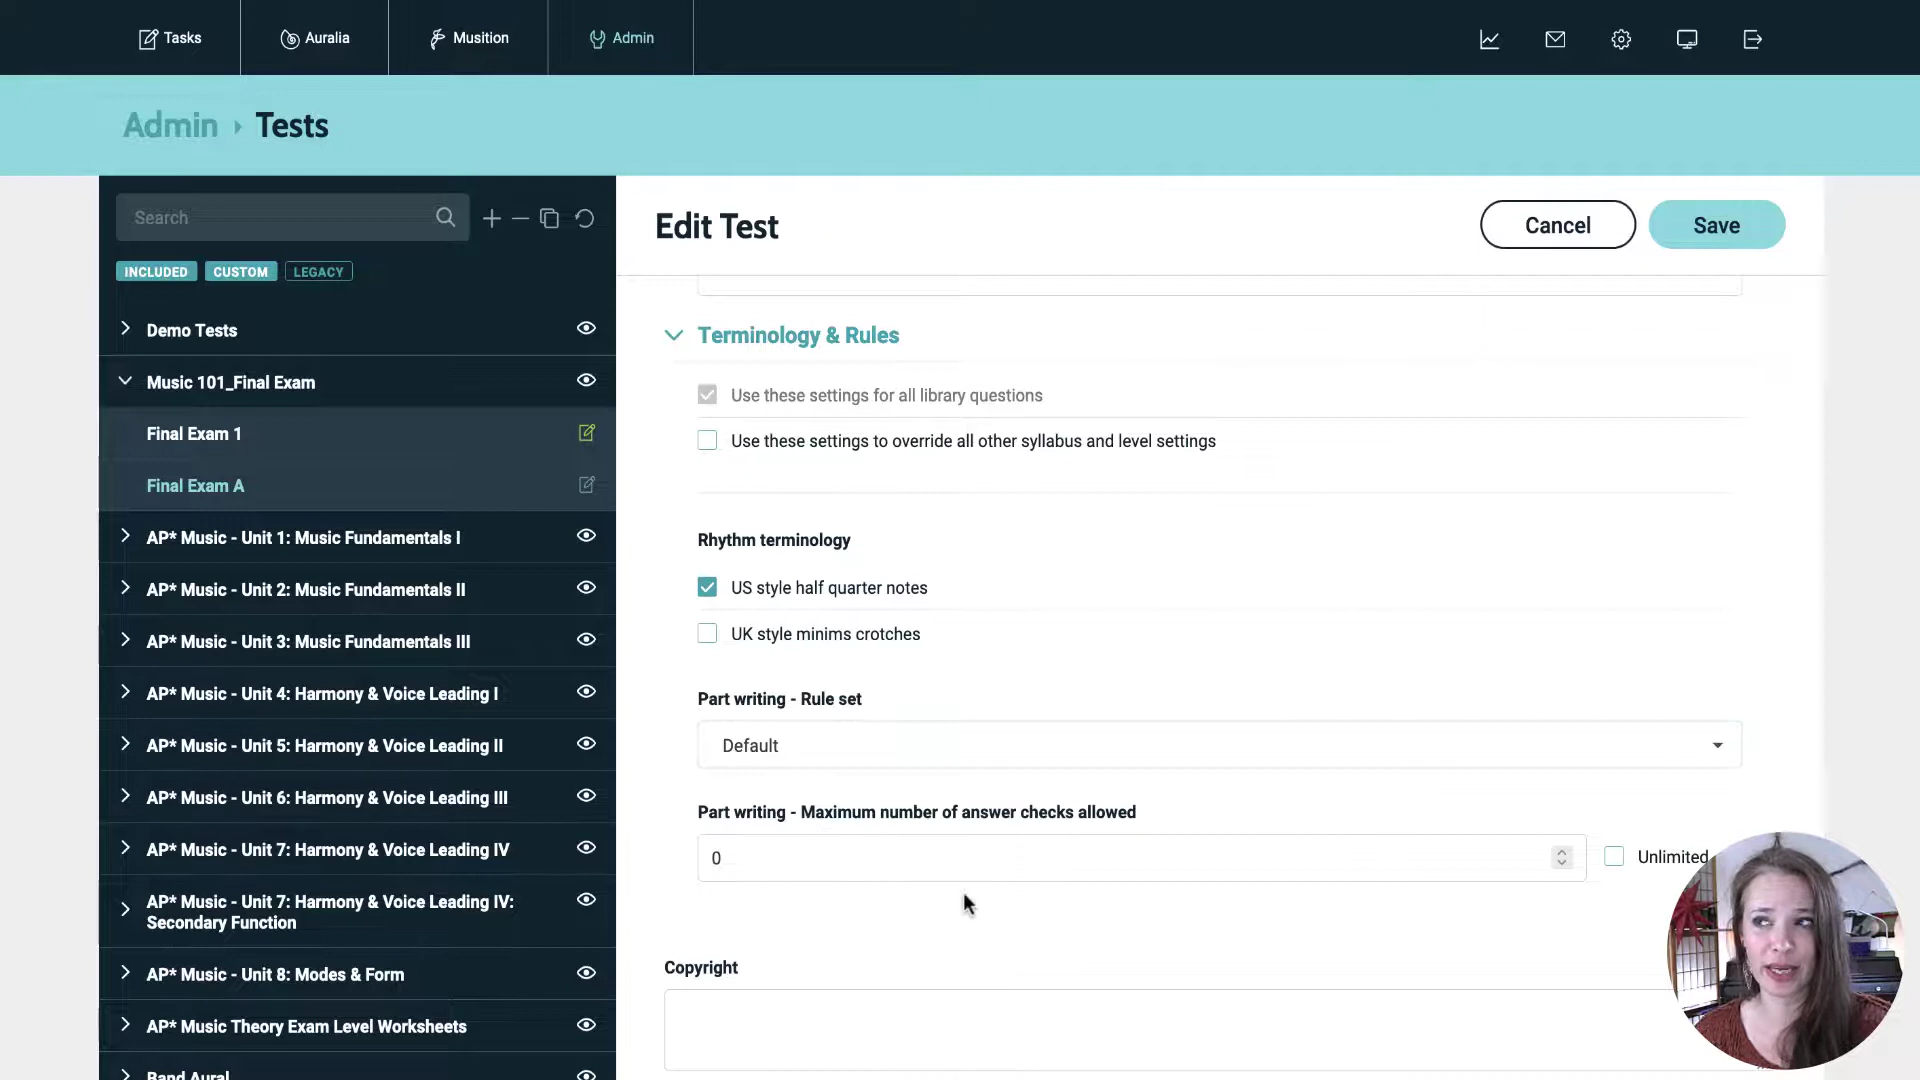 Tasks
Auralia
Musition
Admin
Admin Tests
Search
INCLUDED CUSTOM LEGACY
Demo Tests
Music 101_Final Exam
Final Exam 1
Final Exam A
AP* Music - Unit 1: Music Fundamentals I
AP* Music - Unit 2: Music Fundamentals II
AP* Music - Unit 3: Music Fundamentals III
AP* Music - Unit 4: Harmony & Voice Leading I
AP* Music - Unit 5: Harmony & Voice Leading II
AP* Music - Unit 6: Harmony & Voice Leading III
AP* Music - Unit 7: Harmony & Voice Leading IV
AP* Music - Unit 7: Harmony & Voice Leading IV:
Secondary Function
AP* Music - Unit 8: Modes & Form
AP* Music Theory Exam Level Worksheets
Band Aural
Edit Test
Cancel
Save
Terminology & Rules
Use these settings for all library questions
Use these settings to override all other syllabus and level settings
Rhythm terminology
US style half quarter notes
UK style minims crotches
Part writing - Rule set
Default
Part writing - Maximum number of answer checks allowed
0
Unlimited
Copyright